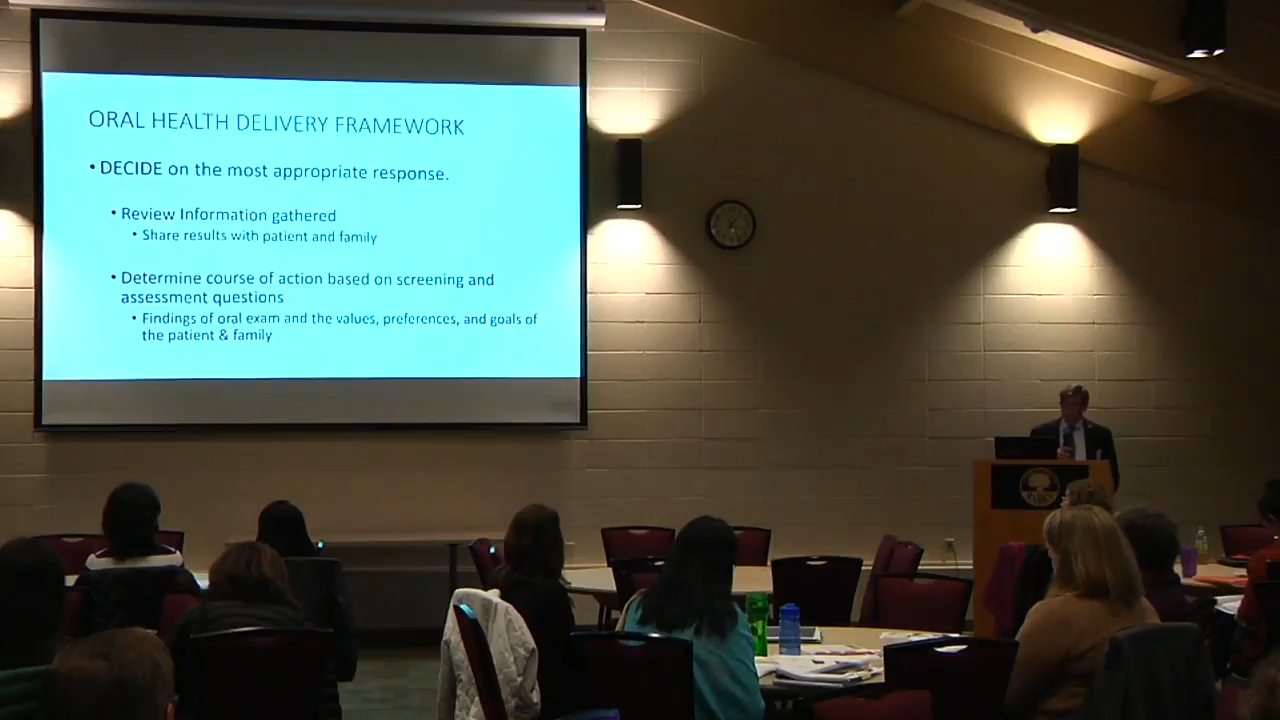 ORAL HEALTH DELIVERY FRAMEWORK
• DECIDE on the most appropriate response.
• Review Information gathered
• Share results with patient and family
• Determine course of action based on screening and
assessment questions
• Findings of oral exam and the values, preferences, and goals of
the patient & family
PARKS